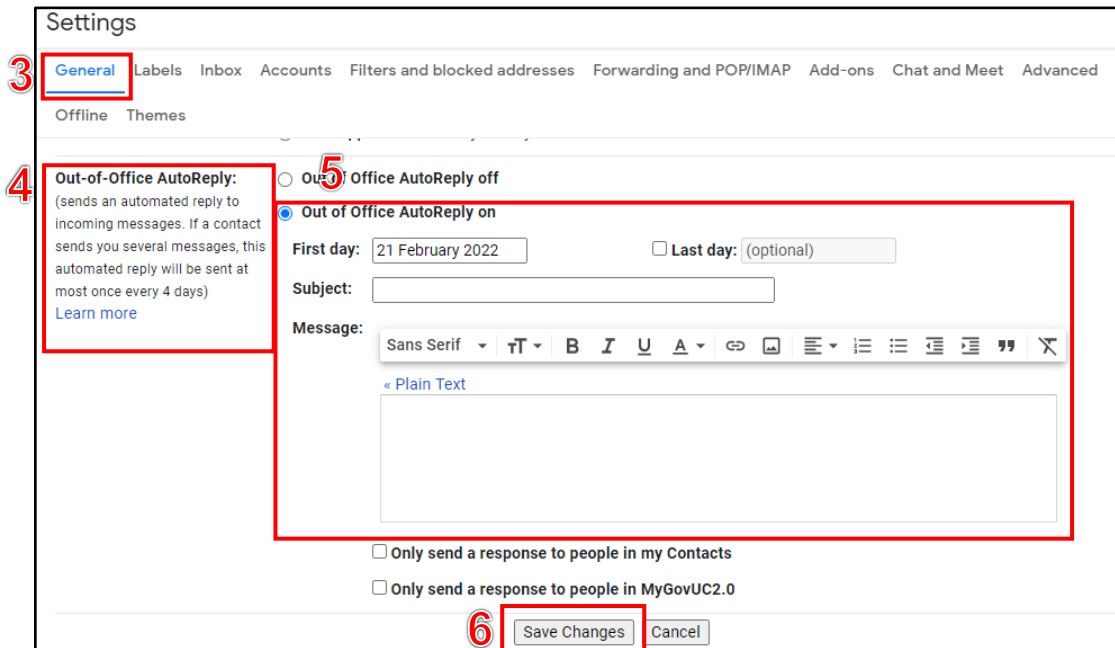 Settings
3
General Labels Inbox Accounts Filters and blocked addresses Forwarding and POP/IMAP Add-ons Chat and Meet Advanced
Offline Themes
4
5
Out-of-Office AutoReply:
(sends an automated reply to
incoming messages. If a contact
sends you several messages, this
automated reply will be sent at
most once every 4 days)
Learn more
Out of Office AutoReply off
Out of Office AutoReply on
First day: 21 February 2022 Last day: (optional)
Subject:
Message:
Sans Serif TT B I U A
« Plain Text
Only send a response to people in my Contacts
Only send a response to people in MyGovUC2.0
6
Save Changes Cancel